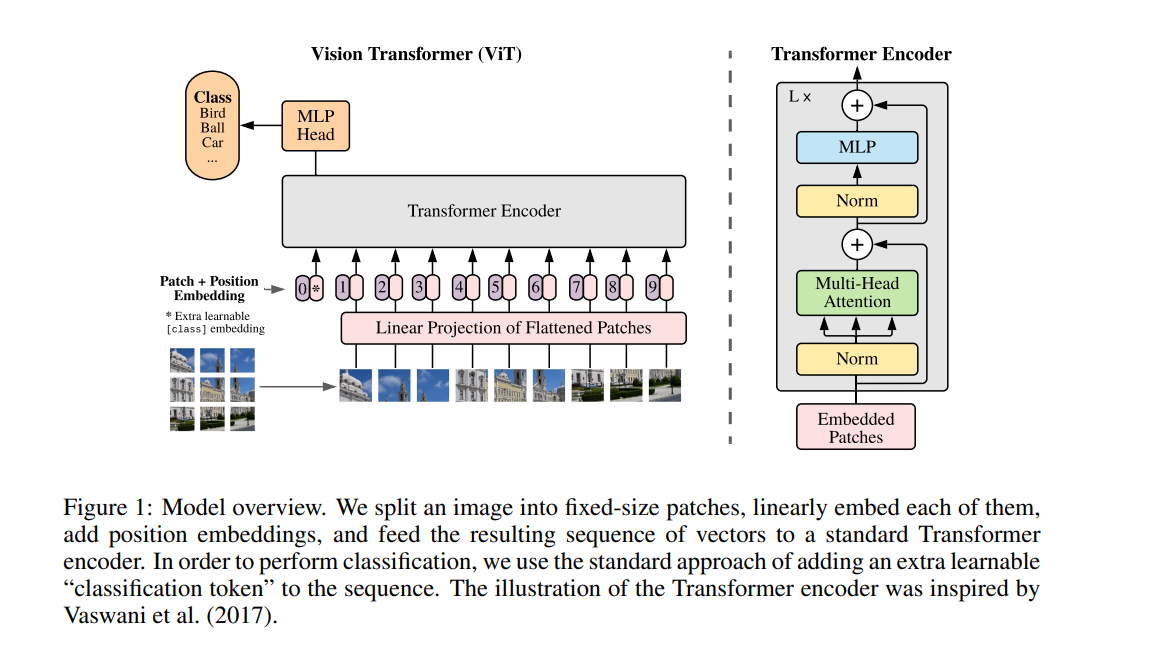 Vision Transformer (ViT)
Class
Bird
Ball
Car
...
MLP
Head
Transformer Encoder
Patch + Position
Embedding
* Extra learnable
[class] embedding
0 * 1 2 3 4 5 6 7 8 9
Linear Projection of Flattened Patches
Transformer Encoder
L x
+
MLP
Norm
+
Multi-Head
Attention
Norm
Embedded
Patches
Figure 1: Model overview. We split an image into fixed-size patches, linearly embed each of them,
add position embeddings, and feed the resulting sequence of vectors to a standard Transformer
encoder. In order to perform classification, we use the standard approach of adding an extra learnable
“classification token” to the sequence. The illustration of the Transformer encoder was inspired by
Vaswani et al. (2017).